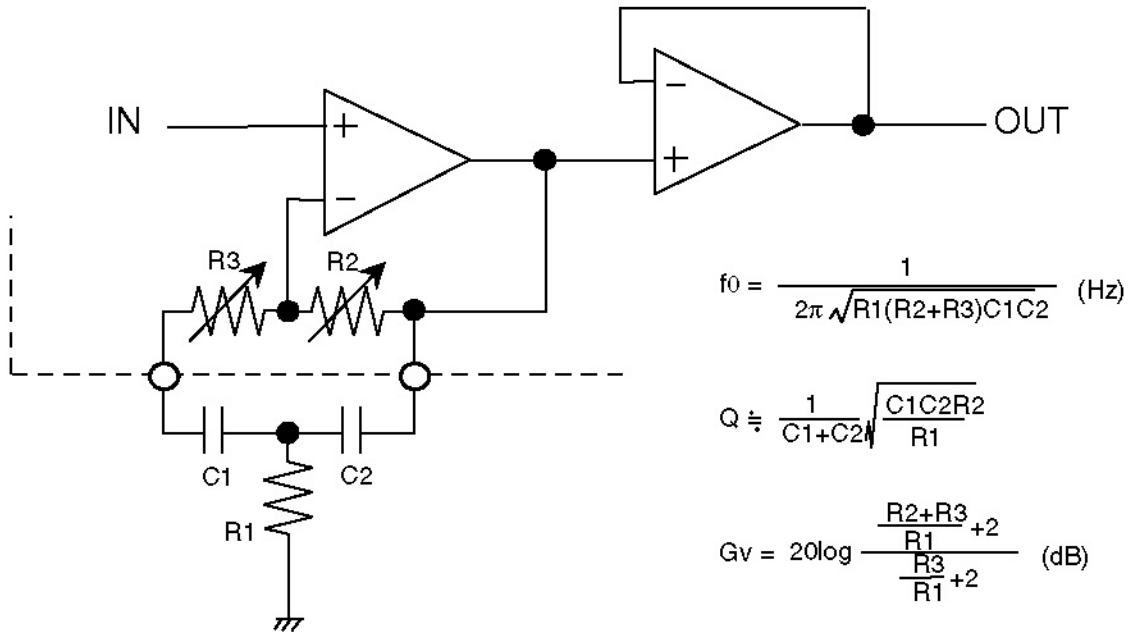 IN
+
−
−
+
OUT
R3
R2
C1
C2
R1
f0 = 1 / 2π √R1(R2+R3)C1C2 (Hz)
Q ≒ 1 / C1+C2 √C1C2R2 / R1
Gv = 20log R2+R3 / R1 +2 / R3 / R1 +2 (dB)